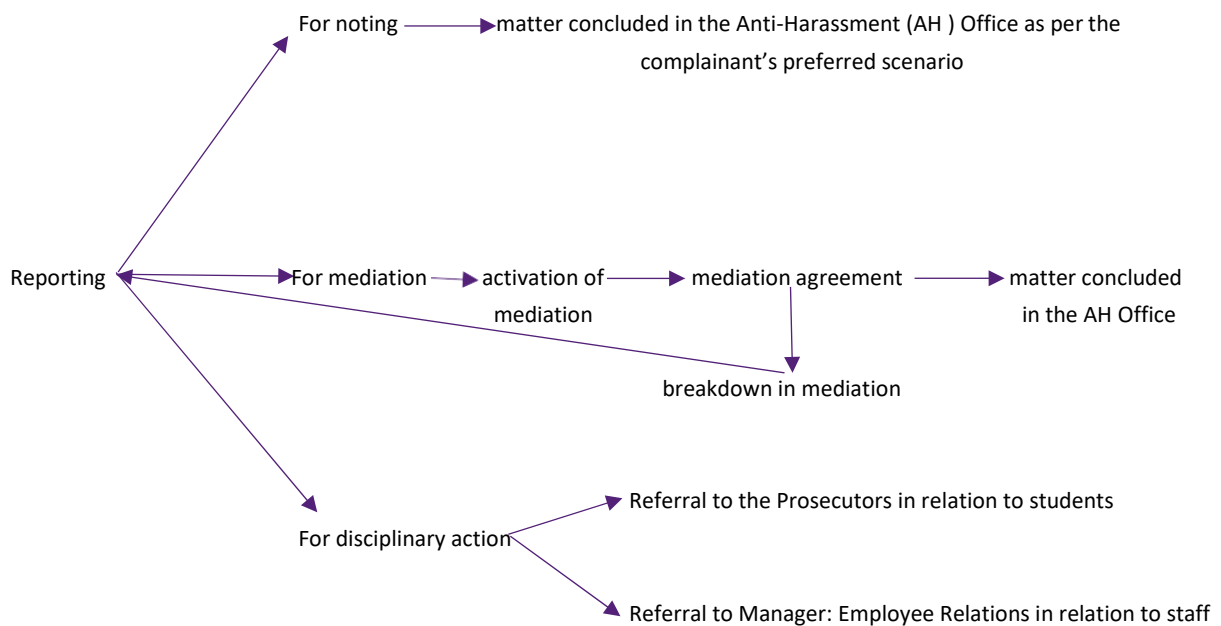 For noting
matter concluded in the Anti-Harassment (AH ) Office as per the
complainant’s preferred scenario
Reporting
For mediation
activation of
mediation
mediation agreement
matter concluded
in the AH Office
breakdown in mediation
Referral to the Prosecutors in relation to students
For disciplinary action
Referral to Manager: Employee Relations in relation to staff